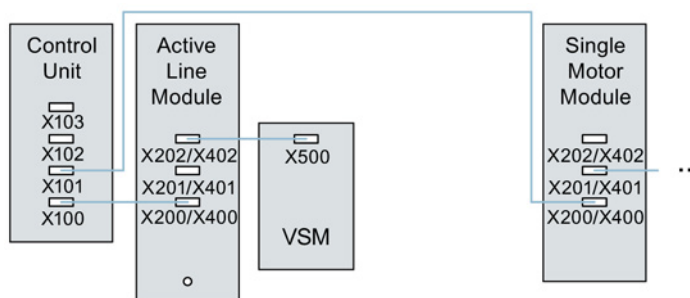 Control
Unit
X103
X102
X101
X100
Active
Line
Module
X202/X402
X201/X401
X200/X400
X500
VSM
Single
Motor
Module
X202/X402
X201/X401
X200/X400
..